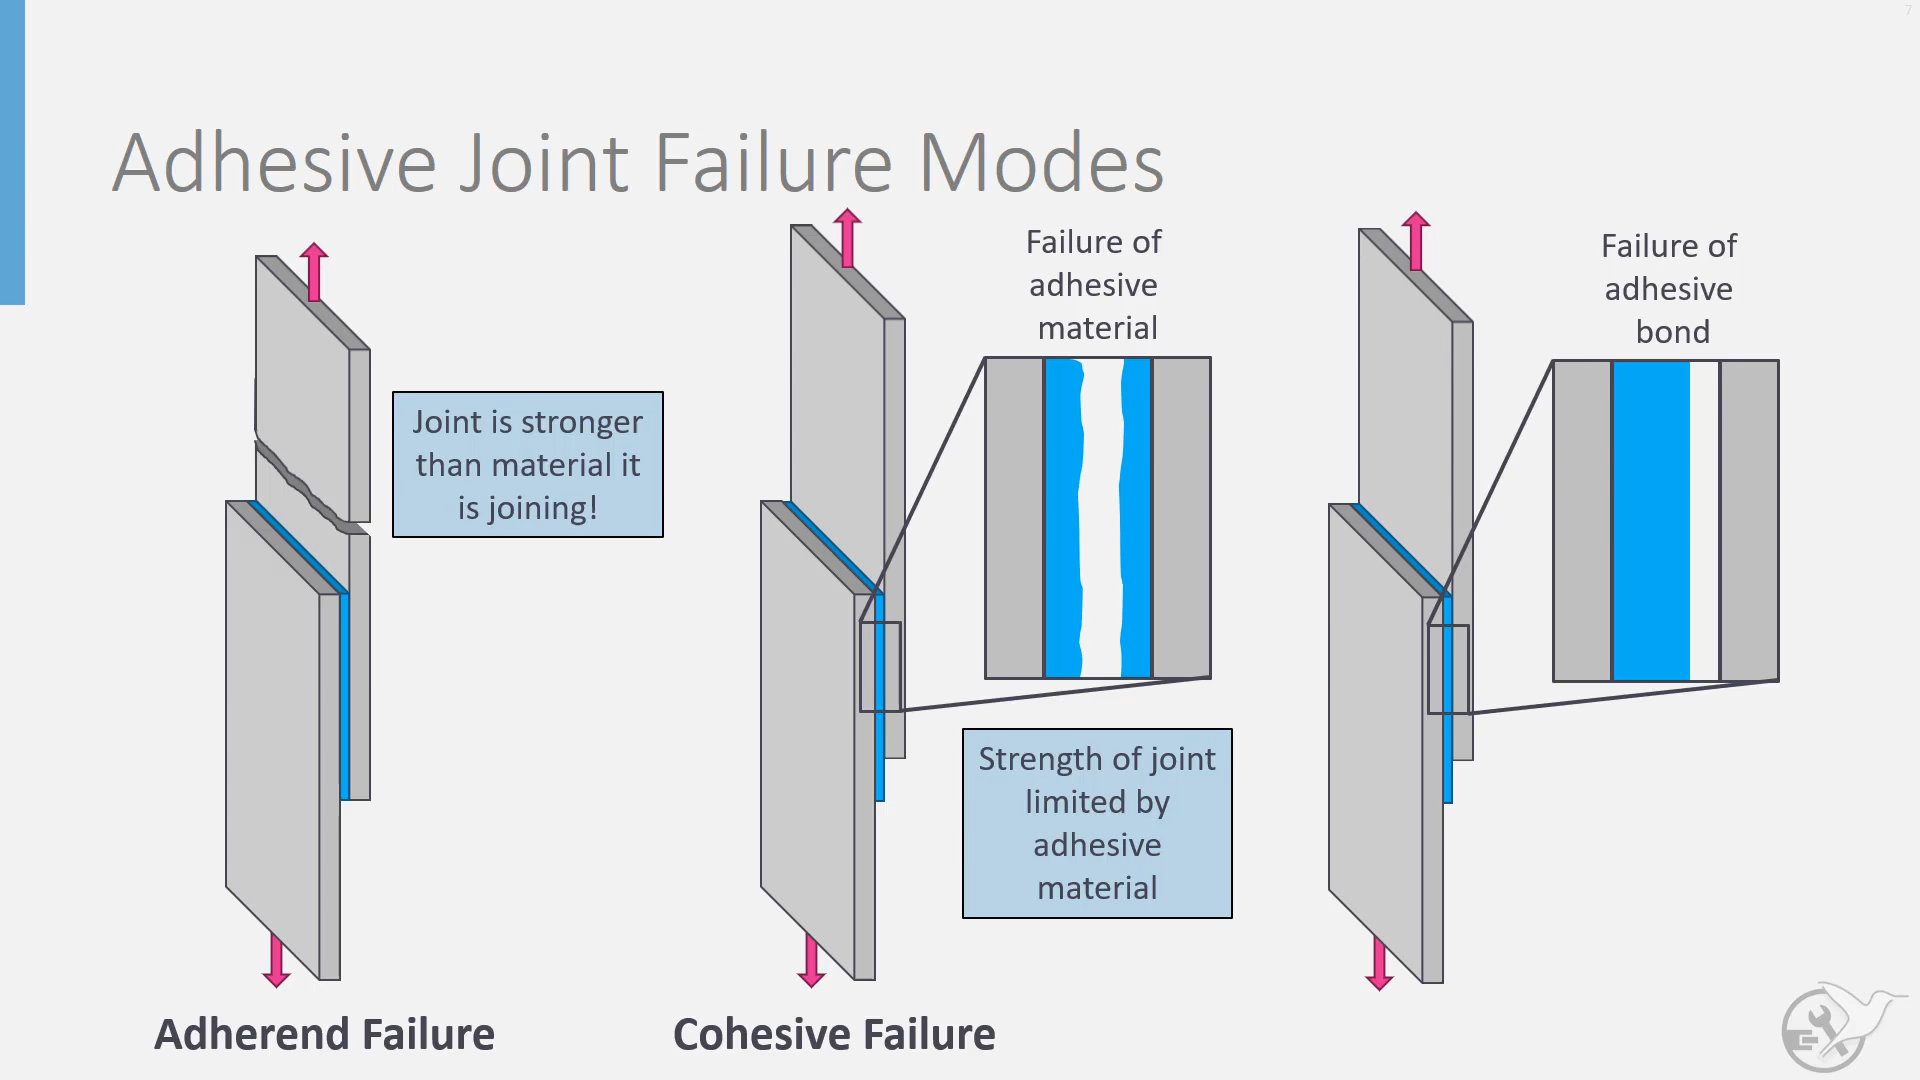 7
Adhesive Joint Failure Modes
Joint is stronger
than material it
is joining!
Adherend Failure
Failure of
adhesive
material
Strength of joint
limited by
adhesive
material
Cohesive Failure
Failure of
adhesive
bond